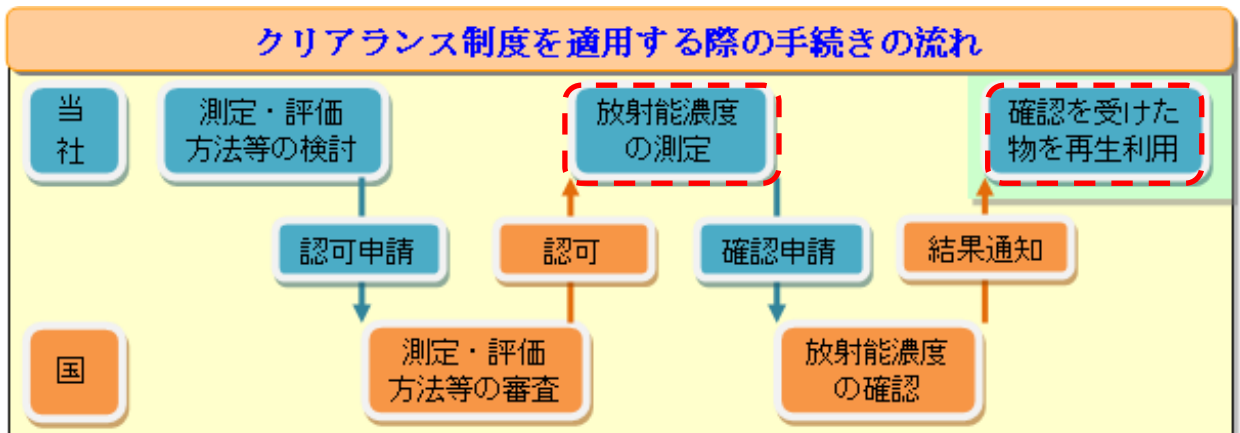 クリアランス制度を適用する際の手続きの流れ
当
社
測定・評価
方法等の検討
放射能濃度
の測定
確認を受けた
物を再生利用
認可申請
認可
確認申請
結果通知
国
測定・評価
方法等の審査
放射能濃度
の確認